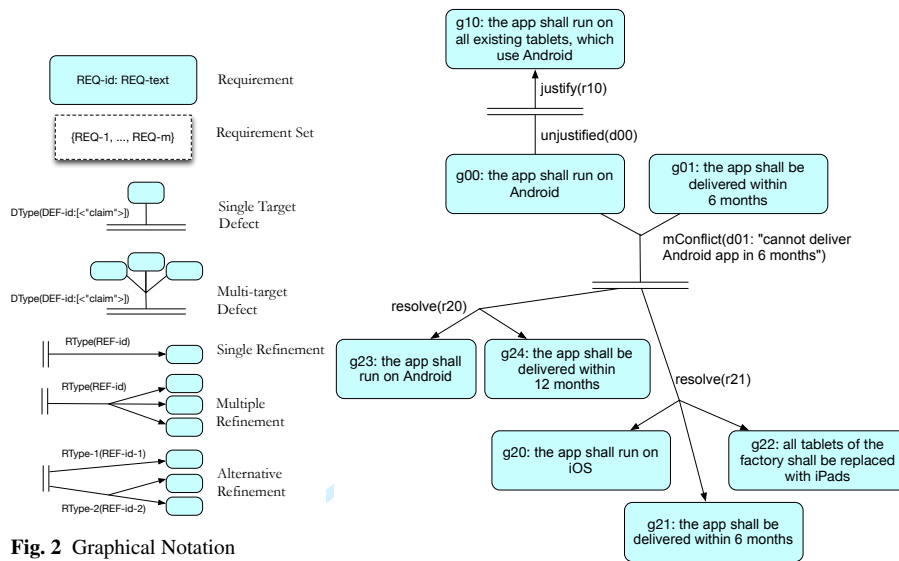 REQ-id: REQ-text
Requirement
{REQ-1, ..., REQ-m}
Requirement Set
DType(DEF-id:[<"claim">])
Single Target
Defect
DType(DEF-id:[<"claim">])
Multi-target
Defect
RType(REF-id)
Single Refinement
RType(REF-id)
Multiple
Refinement
RType-1(REF-id-1)
Alternative
Refinement
RType-2(REF-id-2)
Fig. 2 Graphical Notation
g10: the app shall run on
all existing tablets, which
use Android
justify(r10)
unjustified(d00)
g00: the app shall run on
Android
g01: the app shall be
delivered within
6 months
mConflict(d01: "cannot deliver
Android app in 6 months")
resolve(r20)
g23: the app shall
run on Android
g24: the app shall be
delivered within
12 months
resolve(r21)
g20: the app shall run on
iOS
g22: all tablets of the
factory shall be replaced
with iPads
g21: the app shall be
delivered within 6 months